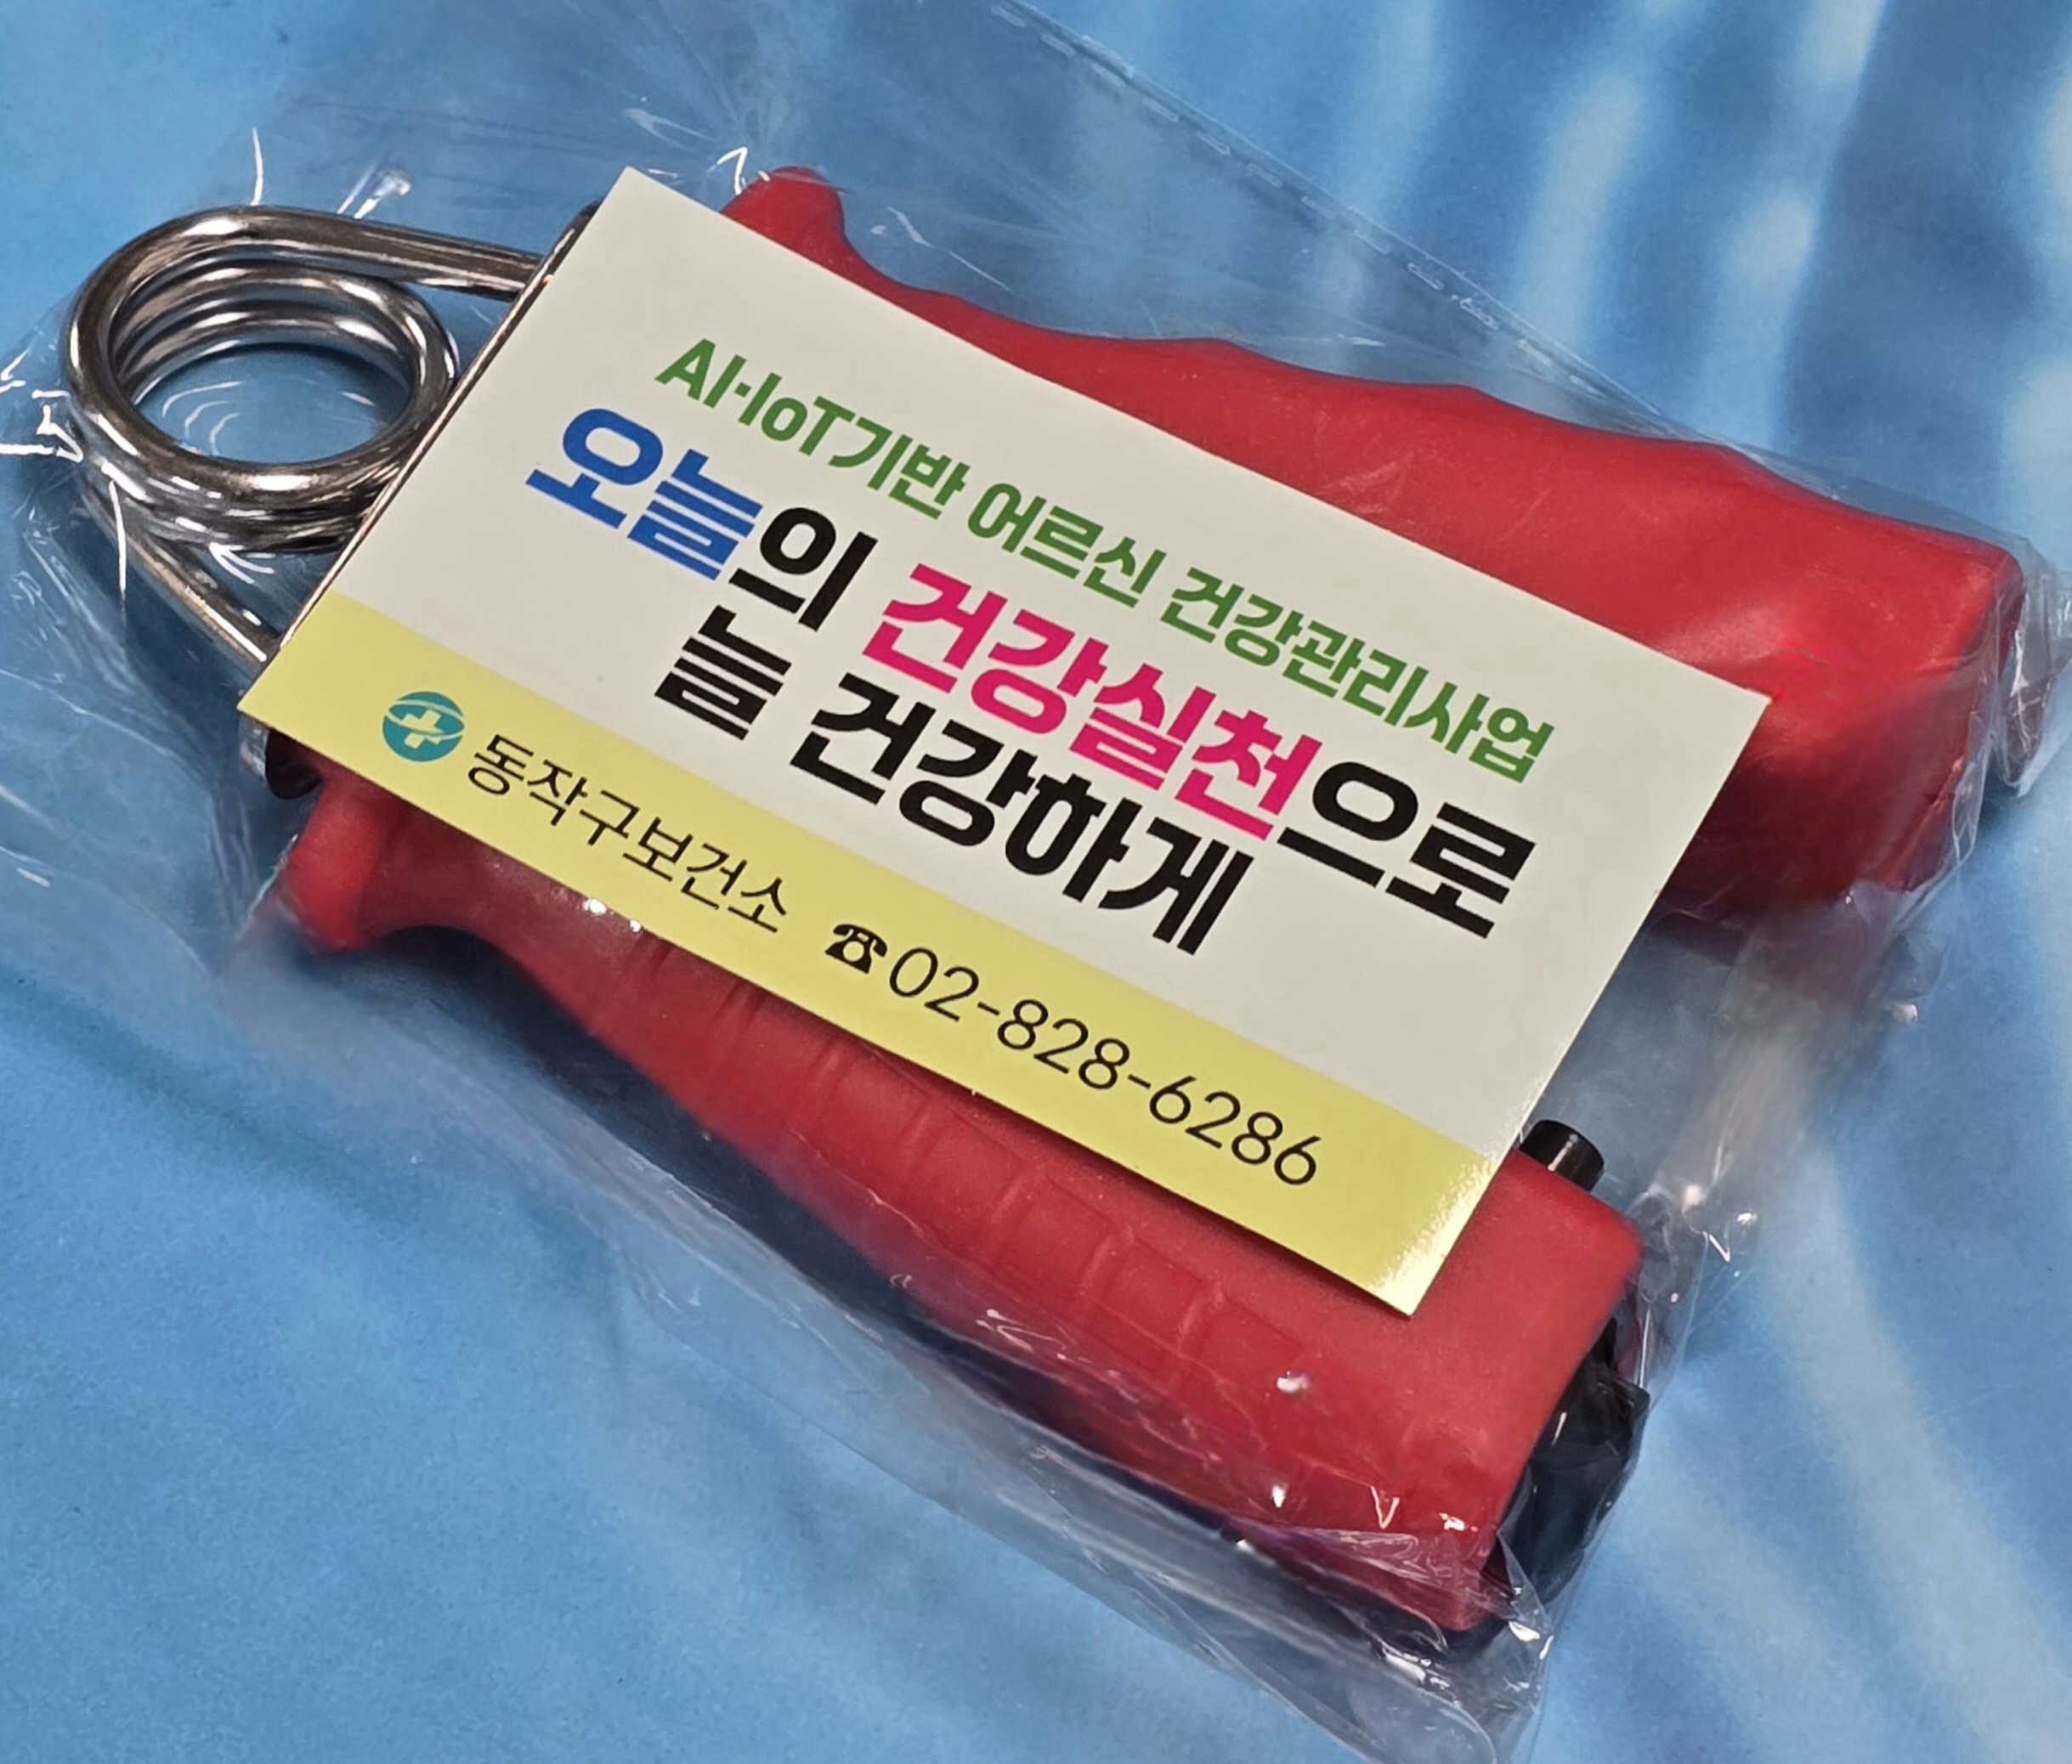 AI·IoT기반 어르신 건강관리사업
오늘의 건강실천으로
늘 건강하게
동작구보건소 ☎02-828-6286